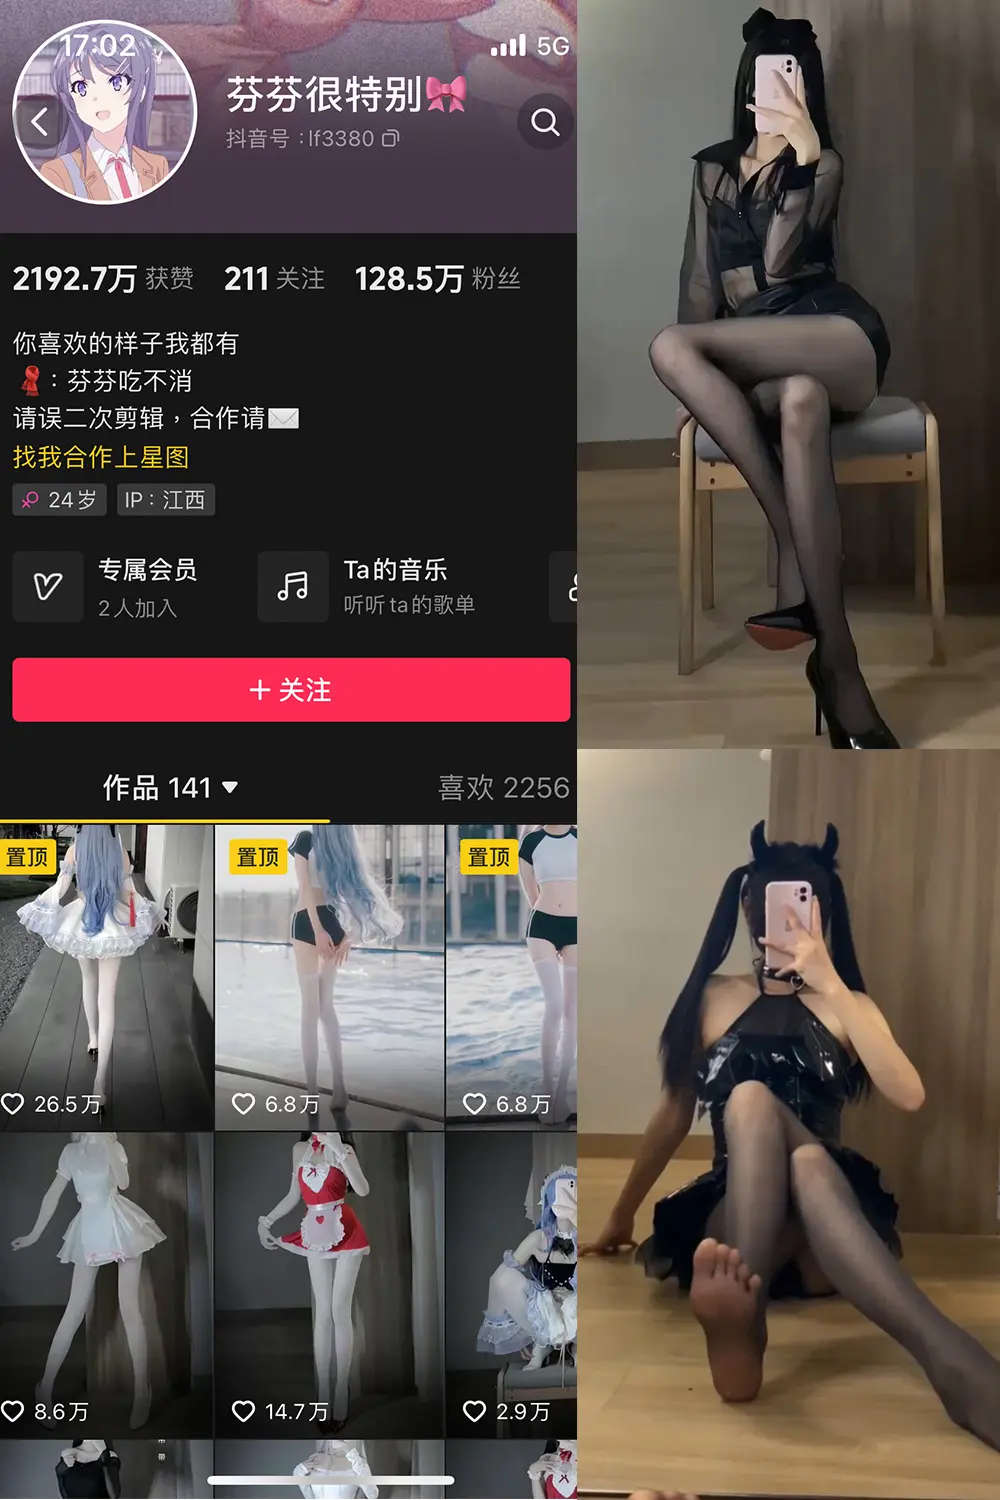 17:02
5G
芬芬很特别🎀
抖音号：lf3380
2192.7万 获赞 211 关注 128.5万 粉丝
你喜欢的样子我都有
🧣：芬芬吃不消
请误二次剪辑，合作请✉️
找我合作上星图
24岁 IP：江西
专属会员
2人加入
Ta的音乐
听听ta的歌单
＋关注
作品 141 喜欢 2256
置顶 置顶 置顶
26.5万 6.8万 6.8万
8.6万 14.7万 2.9万